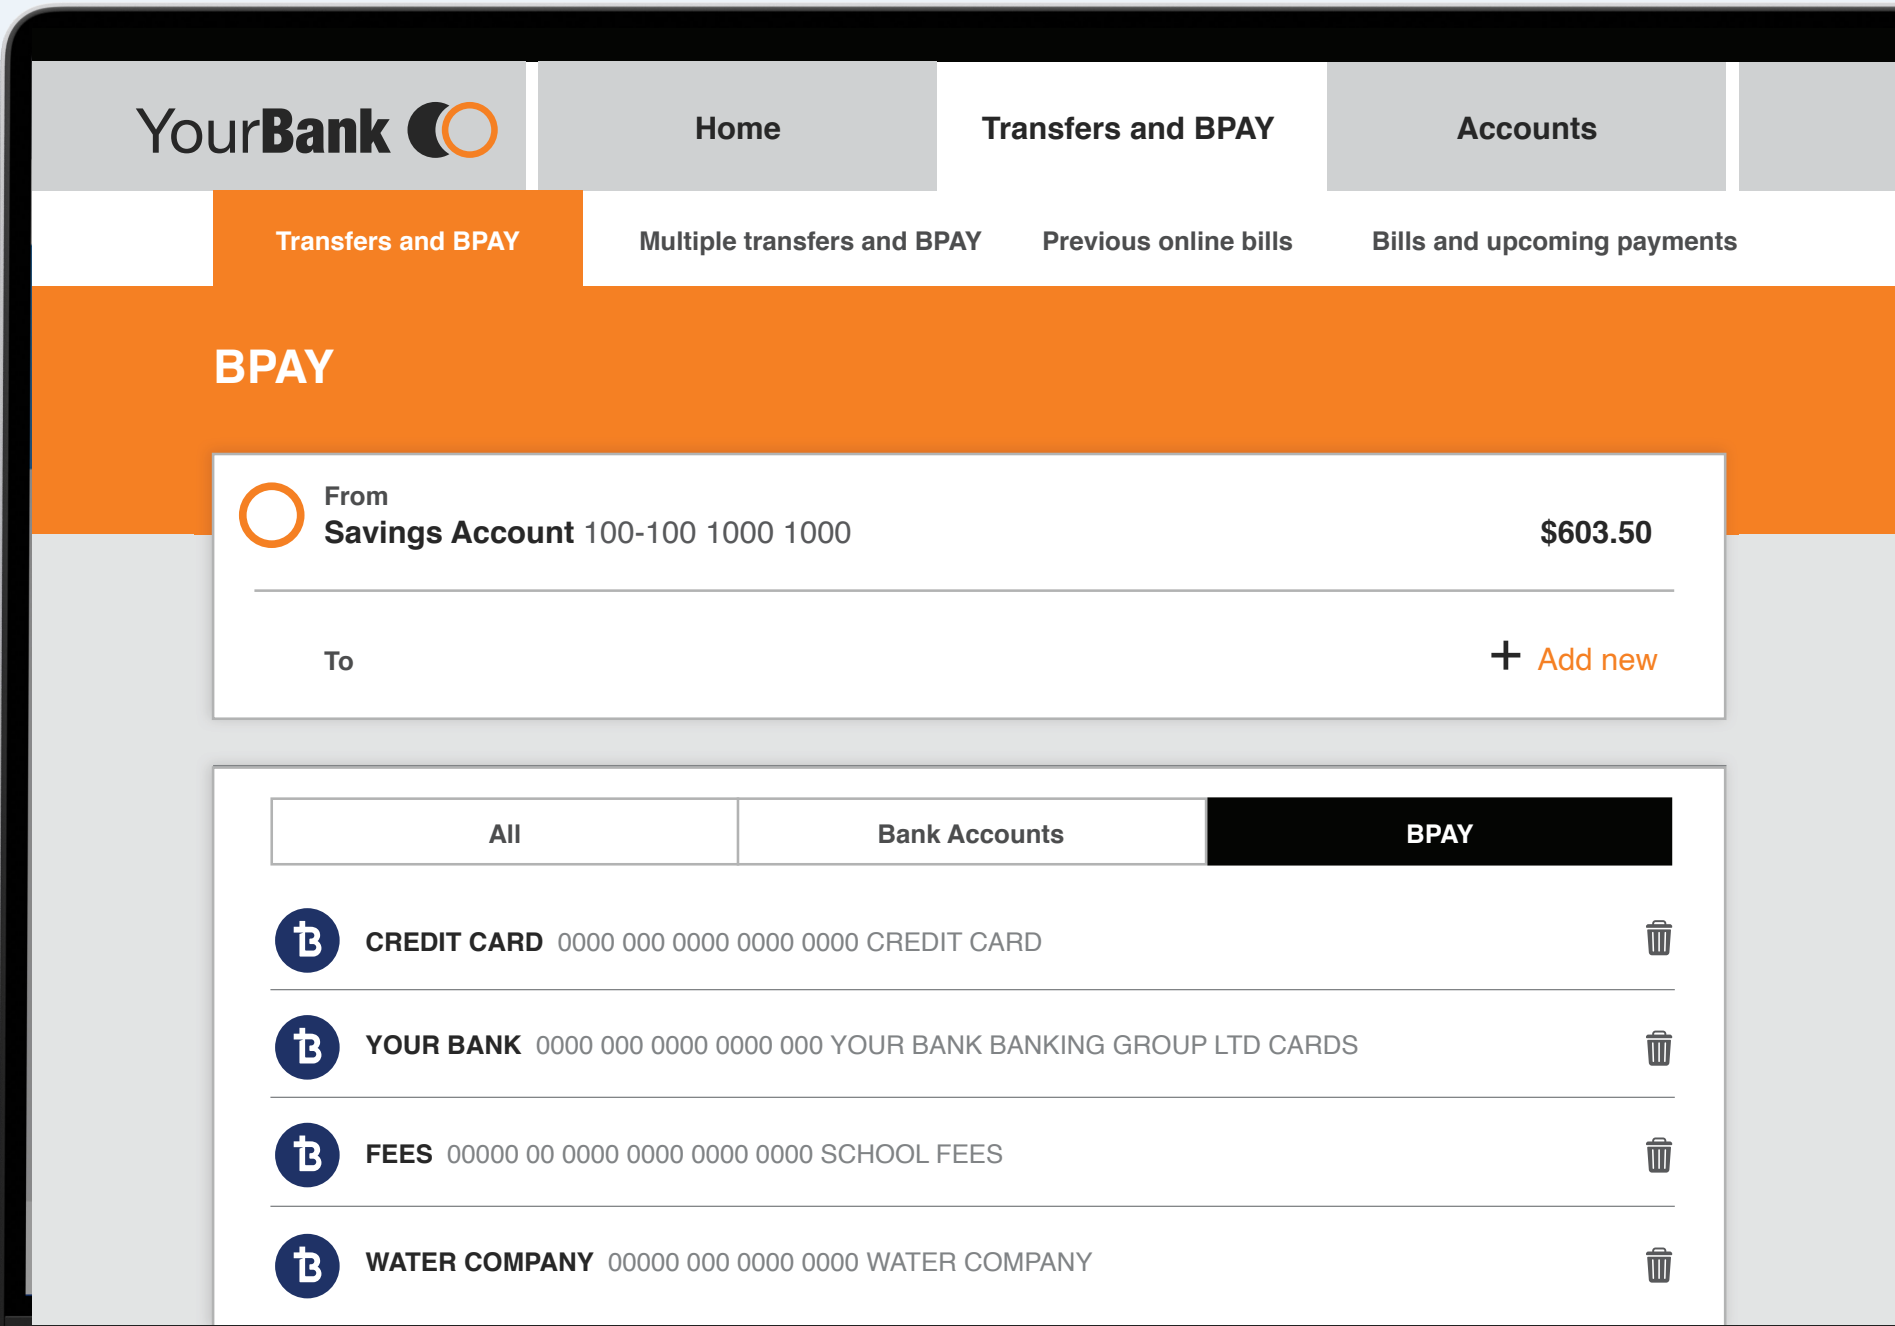 YourBank
Home
Transfers and BPAY
Accounts
Transfers and BPAY
Multiple transfers and BPAY
Previous online bills
Bills and upcoming payments
BPAY
From
Savings Account 100-100 1000 1000
$603.50
To
+ Add new
All
Bank Accounts
BPAY
CREDIT CARD 0000 000 0000 0000 0000 CREDIT CARD
YOUR BANK 0000 000 0000 0000 000 YOUR BANK BANKING GROUP LTD CARDS
FEES 00000 00 0000 0000 0000 0000 SCHOOL FEES
WATER COMPANY 00000 000 0000 0000 WATER COMPANY